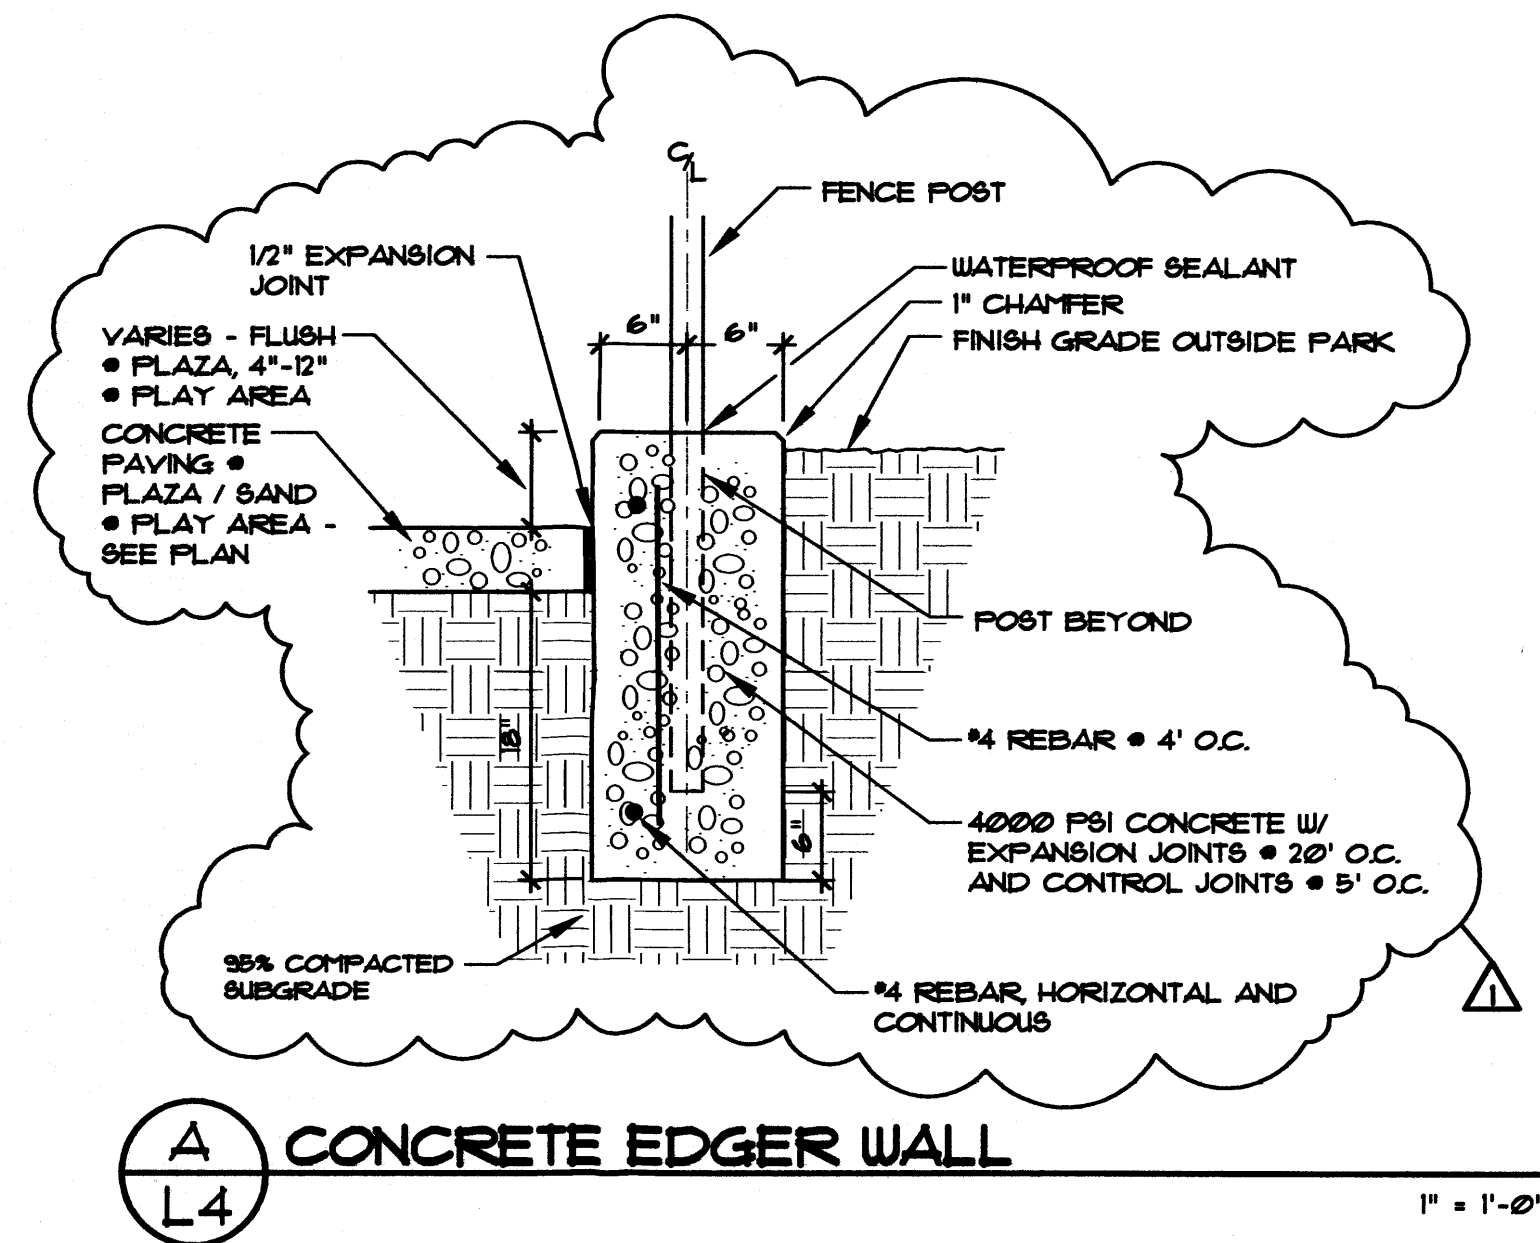 C/L
FENCE POST
1/2" EXPANSION
JOINT
WATERPROOF SEALANT
1" CHAMFER
FINISH GRADE OUTSIDE PARK
6"
6"
VARIES - FLUSH
@ PLAZA, 4"-12"
@ PLAY AREA
CONCRETE
PAVING @
PLAZA / SAND
@ PLAY AREA -
SEE PLAN
POST BEYOND
18"
#4 REBAR @ 4' O.C.
6"
4000 PSI CONCRETE W/
EXPANSION JOINTS @ 20' O.C.
AND CONTROL JOINTS @ 5' O.C.
95% COMPACTED
SUBGRADE
#4 REBAR, HORIZONTAL AND
CONTINUOUS
1
A
L4
CONCRETE EDGER WALL
1" = 1'-0"